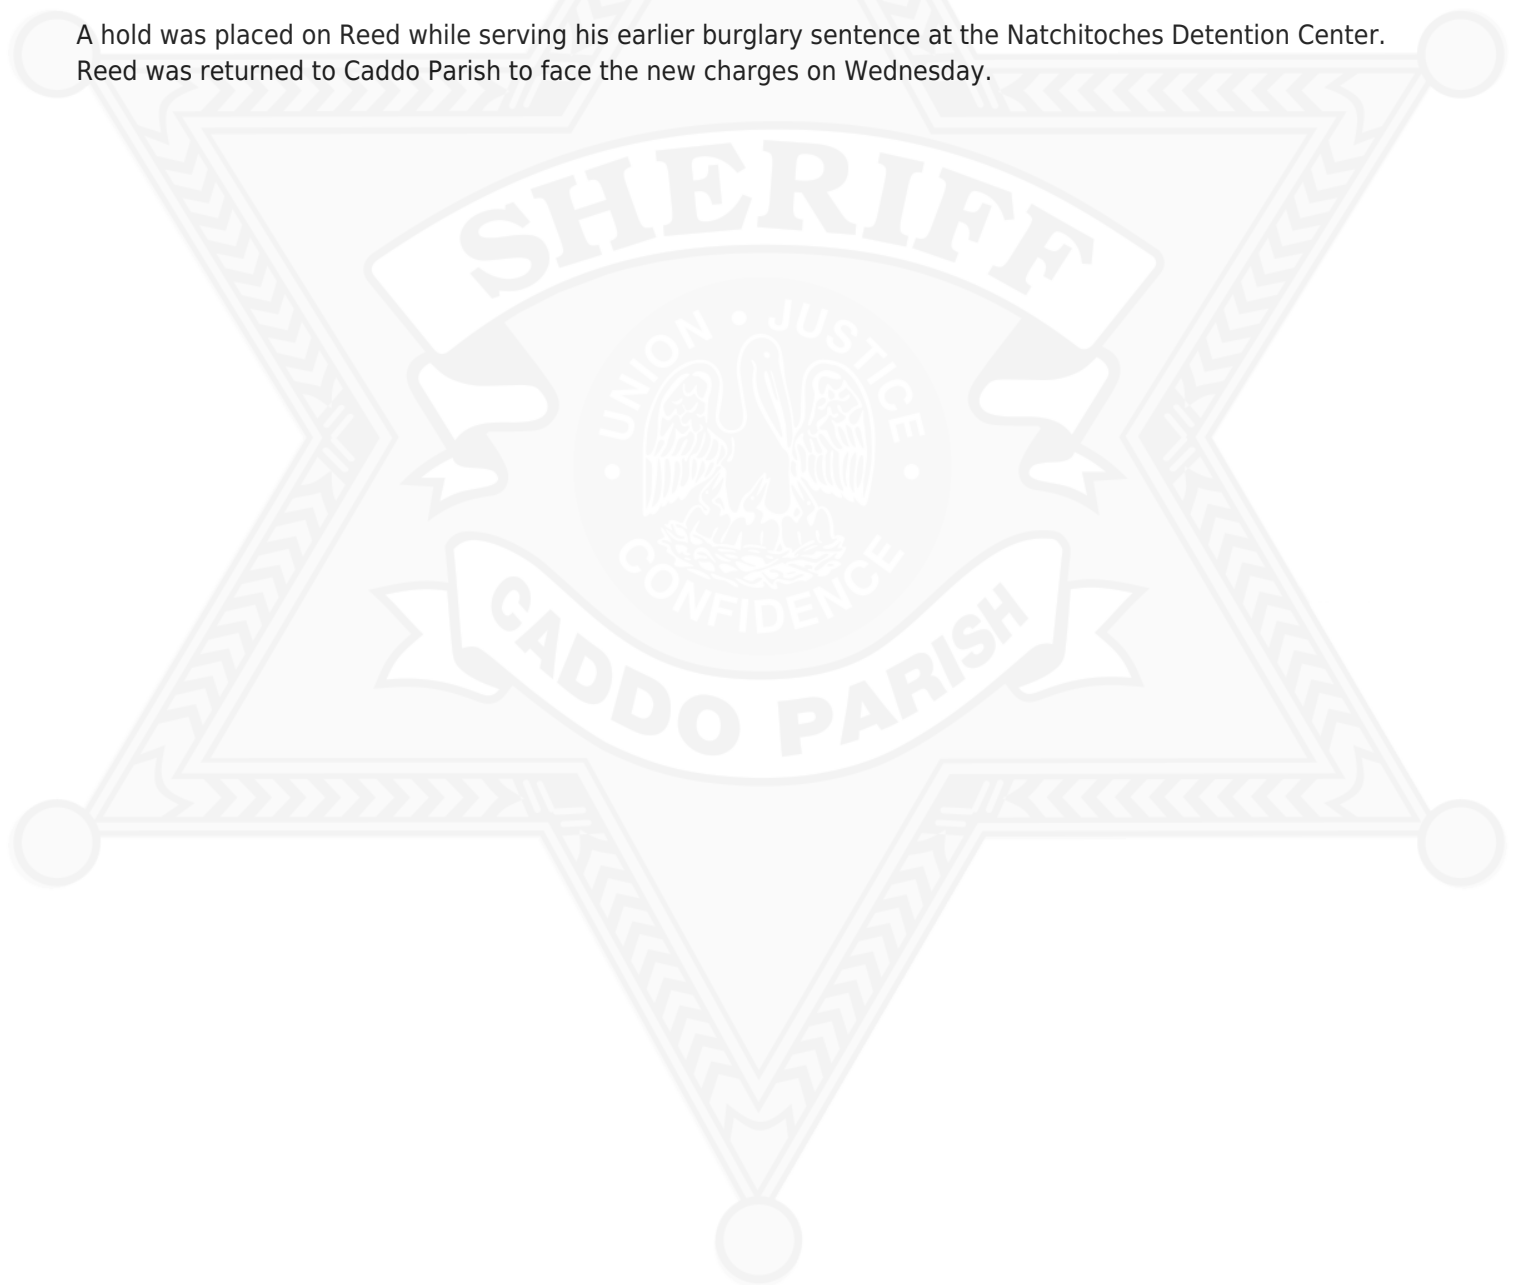 A hold was placed on Reed while serving his earlier burglary sentence at the Natchitoches Detention Center.
Reed was returned to Caddo Parish to face the new charges on Wednesday.
SHERIFF
UNION • JUSTICE
• CONFIDENCE •
CADDO PARISH